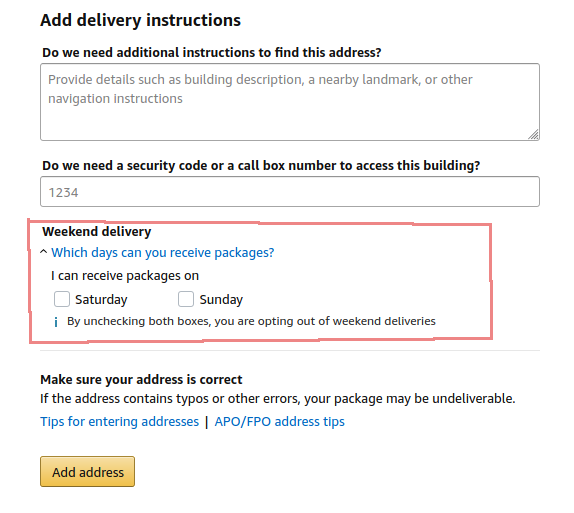 Add delivery instructions
Do we need additional instructions to find this address?
Provide details such as building description, a nearby landmark, or other
navigation instructions
Do we need a security code or a call box number to access this building?
1234
Weekend delivery
Which days can you receive packages?
I can receive packages on
Saturday Sunday
i By unchecking both boxes, you are opting out of weekend deliveries
Make sure your address is correct
If the address contains typos or other errors, your package may be undeliverable.
Tips for entering addresses | APO/FPO address tips
Add address